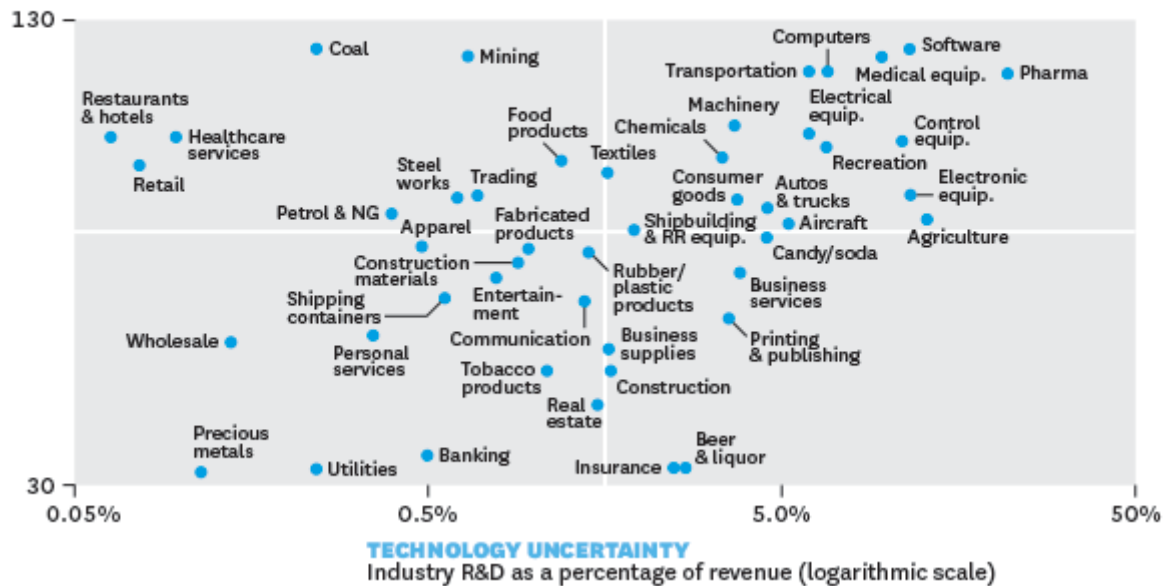 130
Coal
Mining
Computers
Software
Transportation
Medical equip.
Pharma
Restaurants
& hotels
Healthcare
services
Retail
Food
products
Machinery
Electrical
equip.
Chemicals
Textiles
Control
equip.
Recreation
Steel
works
Trading
Consumer
goods
Autos
& trucks
Electronic
equip.
Petrol & NG
Apparel
Fabricated
products
Shipbuilding
& RR equip.
Aircraft
Agriculture
Candy/soda
Construction
materials
Rubber/
plastic
products
Business
services
Shipping
containers
Entertain-
ment
Wholesale
Personal
services
Communication
Business
supplies
Printing
& publishing
Tobacco
products
Construction
Real
estate
Precious
metals
Utilities
Banking
Insurance
Beer
& liquor
30
0.05%
0.5%
5.0%
50%
TECHNOLOGY UNCERTAINTY
Industry R&D as a percentage of revenue (logarithmic scale)